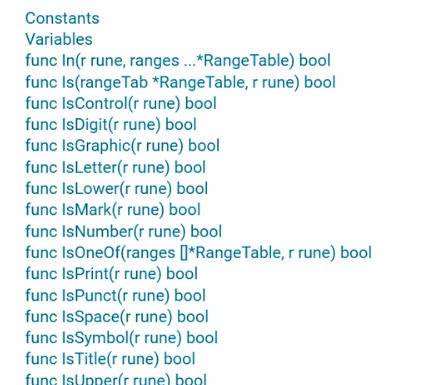 Constants
Variables
func In(r rune, ranges ...*RangeTable) bool
func Is(rangeTab *RangeTable, r rune) bool
func IsControl(r rune) bool
func IsDigit(r rune) bool
func IsGraphic(r rune) bool
func IsLetter(r rune) bool
func IsLower(r rune) bool
func IsMark(r rune) bool
func IsNumber(r rune) bool
func IsOneOf(ranges []*RangeTable, r rune) bool
func IsPrint(r rune) bool
func IsPunct(r rune) bool
func IsSpace(r rune) bool
func IsSymbol(r rune) bool
func IsTitle(r rune) bool
func IsUpper(r rune) bool